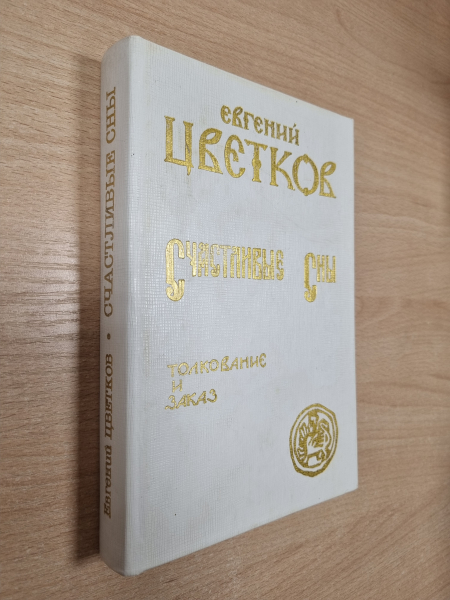 ЕВГЕНИЙ
ЦВЕТКОВ
СЧАСТЛИВЫЕ СНЫ
ТОЛКОВАНИЕ
И
ЗАКАЗ
Евгений ЦВЕТКОВ • СЧАСТЛИВЫЕ СНЫ